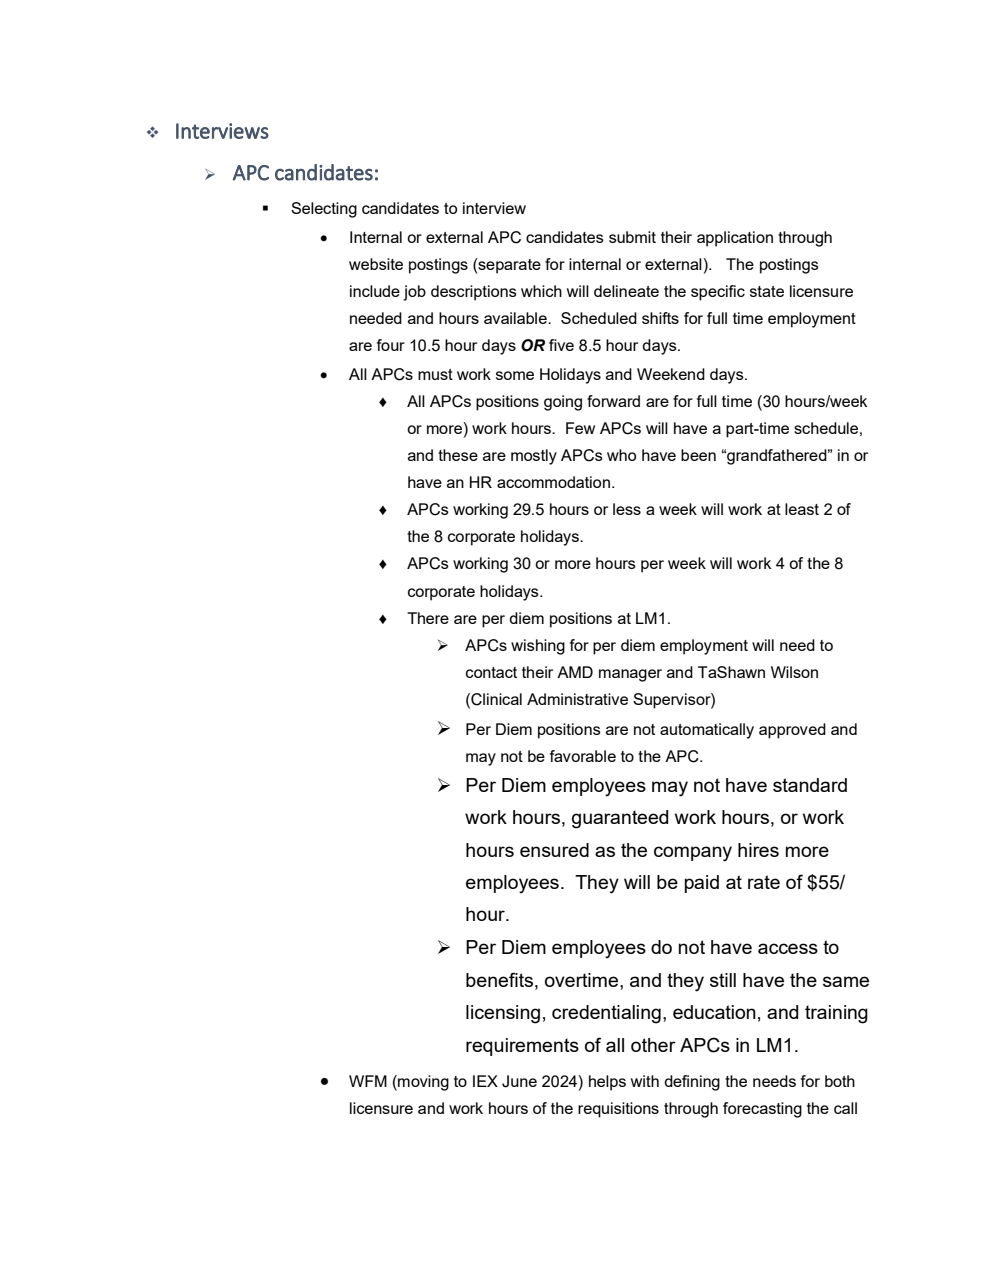 ❖ Interviews
➢ APC candidates:
▪ Selecting candidates to interview
• Internal or external APC candidates submit their application through
website postings (separate for internal or external).   The postings
include job descriptions which will delineate the specific state licensure
needed and hours available.  Scheduled shifts for full time employment
are four 10.5 hour days OR five 8.5 hour days.
• All APCs must work some Holidays and Weekend days.
♦ All APCs positions going forward are for full time (30 hours/week
or more) work hours.  Few APCs will have a part-time schedule,
and these are mostly APCs who have been “grandfathered” in or
have an HR accommodation.
♦ APCs working 29.5 hours or less a week will work at least 2 of
the 8 corporate holidays.
♦ APCs working 30 or more hours per week will work 4 of the 8
corporate holidays.
♦ There are per diem positions at LM1.
➢ APCs wishing for per diem employment will need to
contact their AMD manager and TaShawn Wilson
(Clinical Administrative Supervisor)
➢ Per Diem positions are not automatically approved and
may not be favorable to the APC.
➢ Per Diem employees may not have standard
work hours, guaranteed work hours, or work
hours ensured as the company hires more
employees.  They will be paid at rate of $55/
hour.
➢ Per Diem employees do not have access to
benefits, overtime, and they still have the same
licensing, credentialing, education, and training
requirements of all other APCs in LM1.
• WFM (moving to IEX June 2024) helps with defining the needs for both
licensure and work hours of the requisitions through forecasting the call